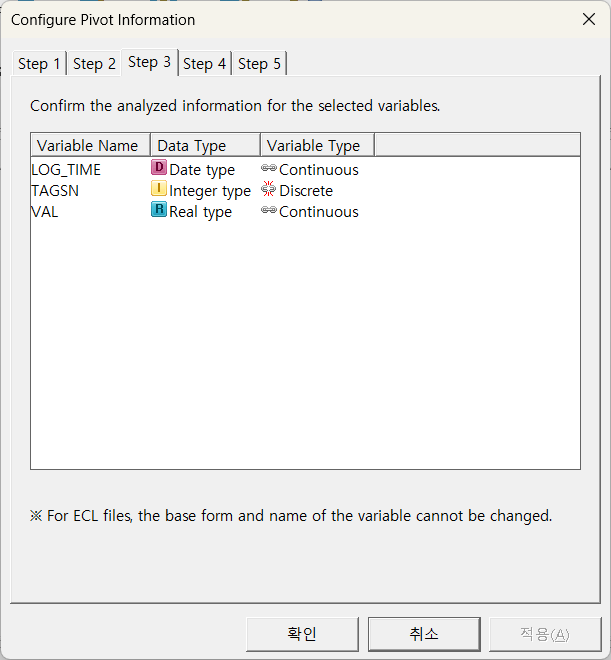 Configure Pivot Information
Step 1 Step 2 Step 3 Step 4 Step 5
Confirm the analyzed information for the selected variables.
Variable Name Data Type Variable Type
LOG_TIME D Date type Continuous
TAGSN I Integer type Discrete
VAL R Real type Continuous
※ For ECL files, the base form and name of the variable cannot be changed.
확인 취소 적용(A)